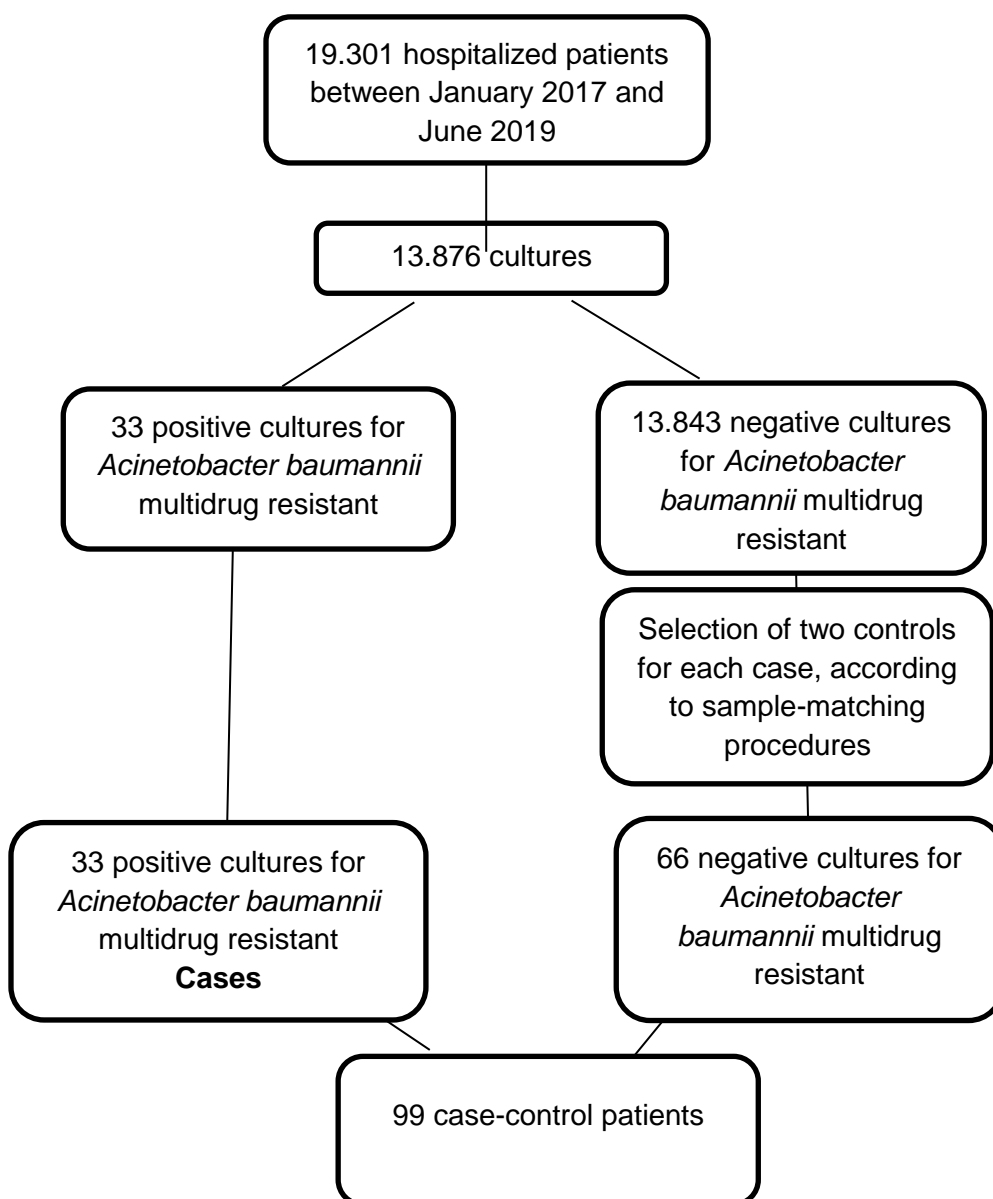 19.301 hospitalized patients
between January 2017 and
June 2019
13.876 cultures
33 positive cultures for
Acinetobacter baumannii
multidrug resistant
13.843 negative cultures
for Acinetobacter
baumannii multidrug
resistant
Selection of two controls
for each case, according
to sample-matching
procedures
33 positive cultures for
Acinetobacter baumannii
multidrug resistant
Cases
66 negative cultures for
Acinetobacter
baumannii multidrug
resistant
99 case-control patients